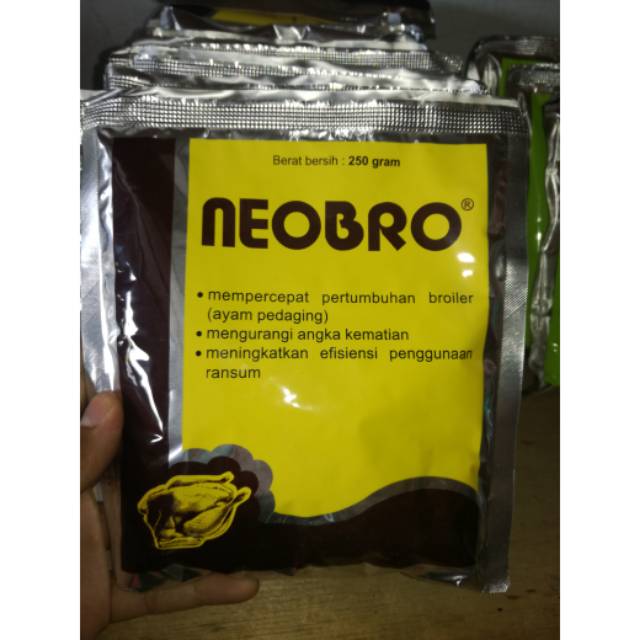 Berat bersih : 250 gram
NEOBRO®
• mempercepat pertumbuhan broiler
(ayam pedaging)
• mengurangi angka kematian
• meningkatkan efisiensi penggunaan
ransum